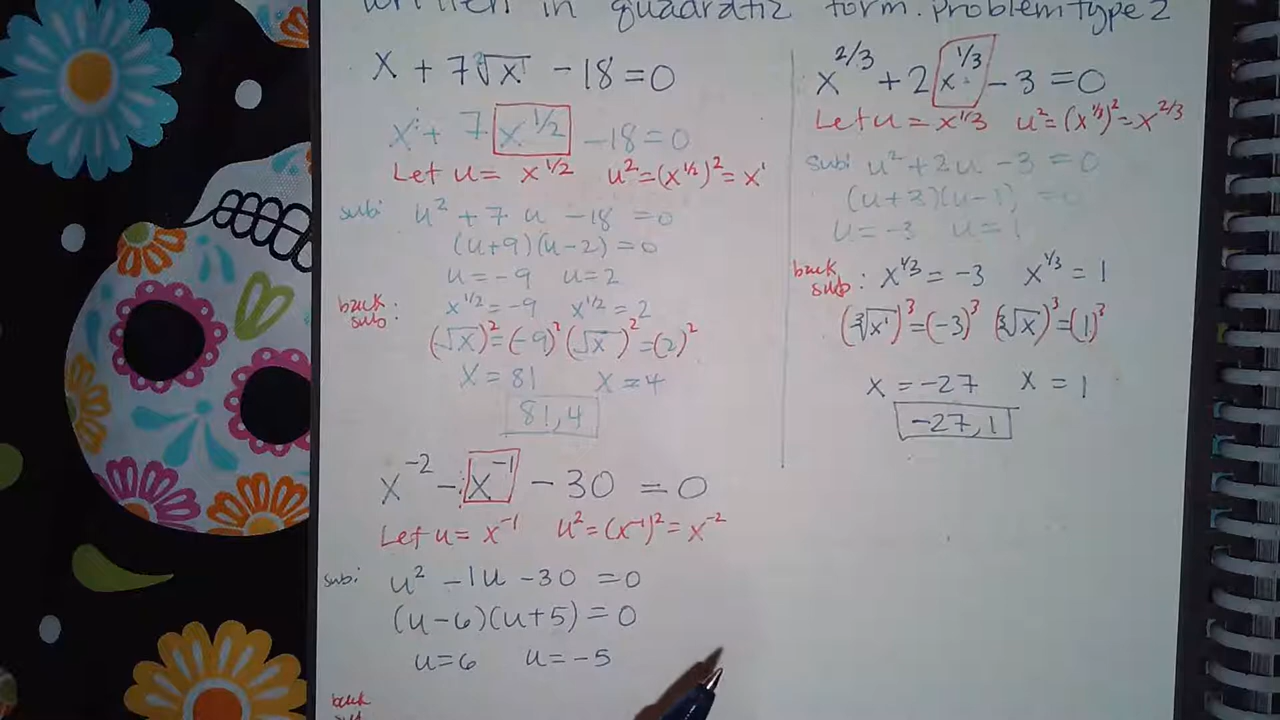 written in quadratic form. Problem type 2
x + 7√x - 18 = 0
x¹ + 7 x^1/2 - 18 = 0
Let u = x^1/2 u² = (x^1/2)² = x¹
sub: u² + 7 u - 18 = 0
(u+9)(u-2) = 0
u = -9 u = 2
back sub: x^1/2 = -9 x^1/2 = 2
(√x)² = (-9)² (√x)² = (2)²
x = 81 x = 4
81, 4
x^-2 - x^-1 - 30 = 0
Let u = x^-1 u² = (x^-1)² = x^-2
sub: u² - 1u - 30 = 0
(u-6)(u+5) = 0
u = 6 u = -5
back
x^2/3 + 2 x^1/3 - 3 = 0
Let u = x^1/3 u² = (x^1/3)² = x^2/3
sub: u² + 2u - 3 = 0
(u+3)(u-1) = 0
u = -3 u = 1
back sub: x^1/3 = -3 x^1/3 = 1
(∛x¹)³ = (-3)³ (∛x)³ = (1)³
x = -27 x = 1
-27, 1